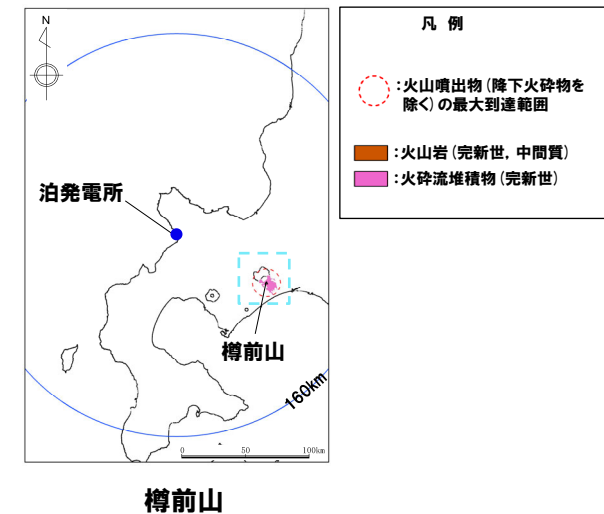 N
泊発電所
樽前山
160km
0 50 100km
凡 例
:火山噴出物(降下火砕物を
除く)の最大到達範囲
:火山岩(完新世, 中間質)
:火砕流堆積物(完新世)
樽前山